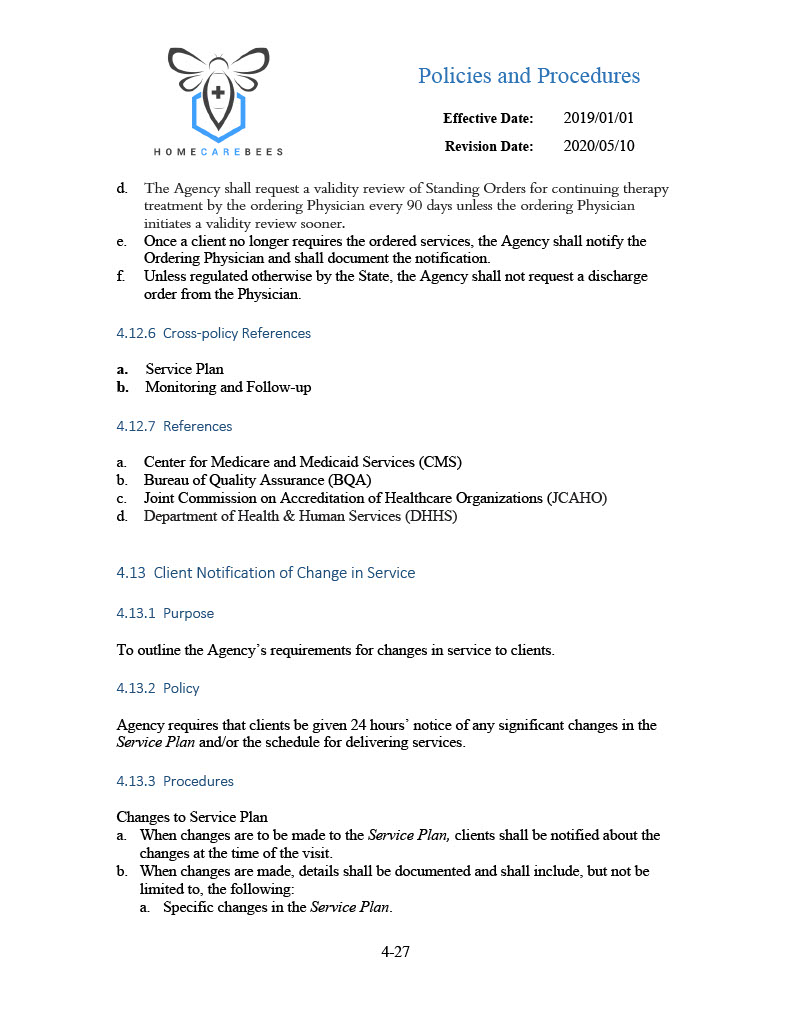 HOMECAREBEES
Policies and Procedures
Effective Date: 2019/01/01
Revision Date: 2020/05/10
d. The Agency shall request a validity review of Standing Orders for continuing therapy
treatment by the ordering Physician every 90 days unless the ordering Physician
initiates a validity review sooner.
e. Once a client no longer requires the ordered services, the Agency shall notify the
Ordering Physician and shall document the notification.
f. Unless regulated otherwise by the State, the Agency shall not request a discharge
order from the Physician.
4.12.6 Cross-policy References
a. Service Plan
b. Monitoring and Follow-up
4.12.7 References
a. Center for Medicare and Medicaid Services (CMS)
b. Bureau of Quality Assurance (BQA)
c. Joint Commission on Accreditation of Healthcare Organizations (JCAHO)
d. Department of Health & Human Services (DHHS)
4.13 Client Notification of Change in Service
4.13.1 Purpose
To outline the Agency’s requirements for changes in service to clients.
4.13.2 Policy
Agency requires that clients be given 24 hours’ notice of any significant changes in the
Service Plan and/or the schedule for delivering services.
4.13.3 Procedures
Changes to Service Plan
a. When changes are to be made to the Service Plan, clients shall be notified about the
changes at the time of the visit.
b. When changes are made, details shall be documented and shall include, but not be
limited to, the following:
a. Specific changes in the Service Plan.
4-27